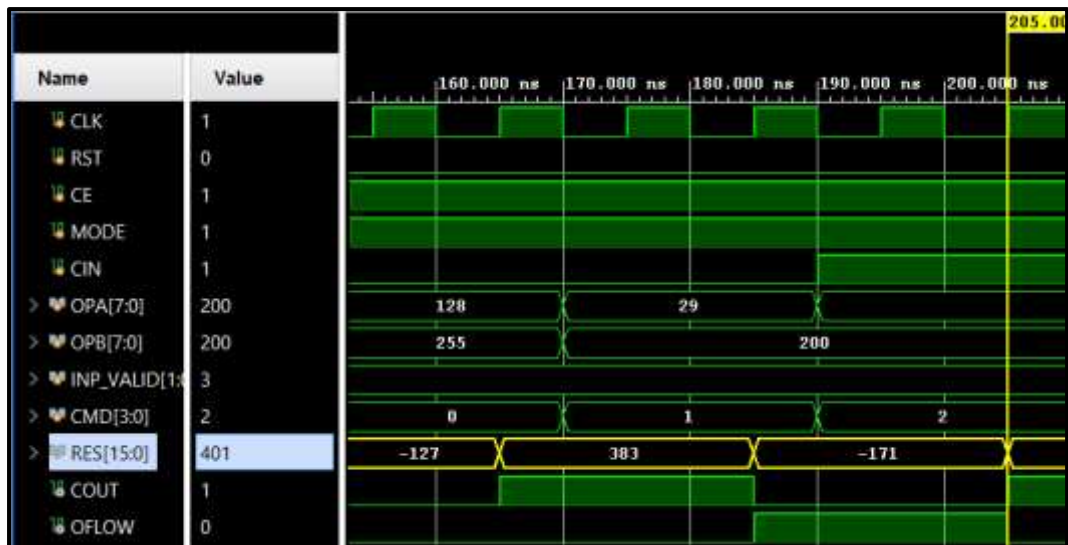 205.00
Name Value
160.000 ns 170.000 ns 180.000 ns 190.000 ns 200.000 ns
CLK 1
RST 0
CE 1
MODE 1
CIN 1
OPA[7:0] 200 128 29
OPB[7:0] 200 255 200
INP_VALID[1:0 3
CMD[3:0] 2 0 1 2
RES[15:0] 401 -127 383 -171
COUT 1
OFLOW 0